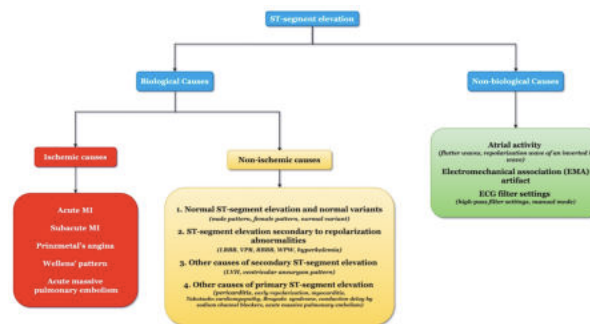 ST-segment elevation
Biological Causes
Non-biological Causes
Ischemic causes
Non-ischemic causes
Atrial activity
(flutter waves, repolarization wave of an inverted P
wave)
Electromechanical association (EMA)
artifact
ECG filter settings
(high-pass filter settings, manual mode)
Acute MI
Subacute MI
Prinzmetal's angina
Wellens' pattern
Acute massive
pulmonary embolism
1. Normal ST-segment elevation and normal variants
(male pattern, female pattern, normal variant)
2. ST-segment elevation secondary to repolarization
abnormalities
(LBBB, VPR, RBBB, WPW, hyperkalemia)
3. Other causes of secondary ST-segment elevation
(LVH, ventricular aneurysm pattern)
4. Other causes of primary ST-segment elevation
(pericarditis, early repolarization, myocarditis,
Takotsubo cardiomyopathy, Brugada syndrome, conduction delay by
sodium channel blockers, acute massive pulmonary embolism)